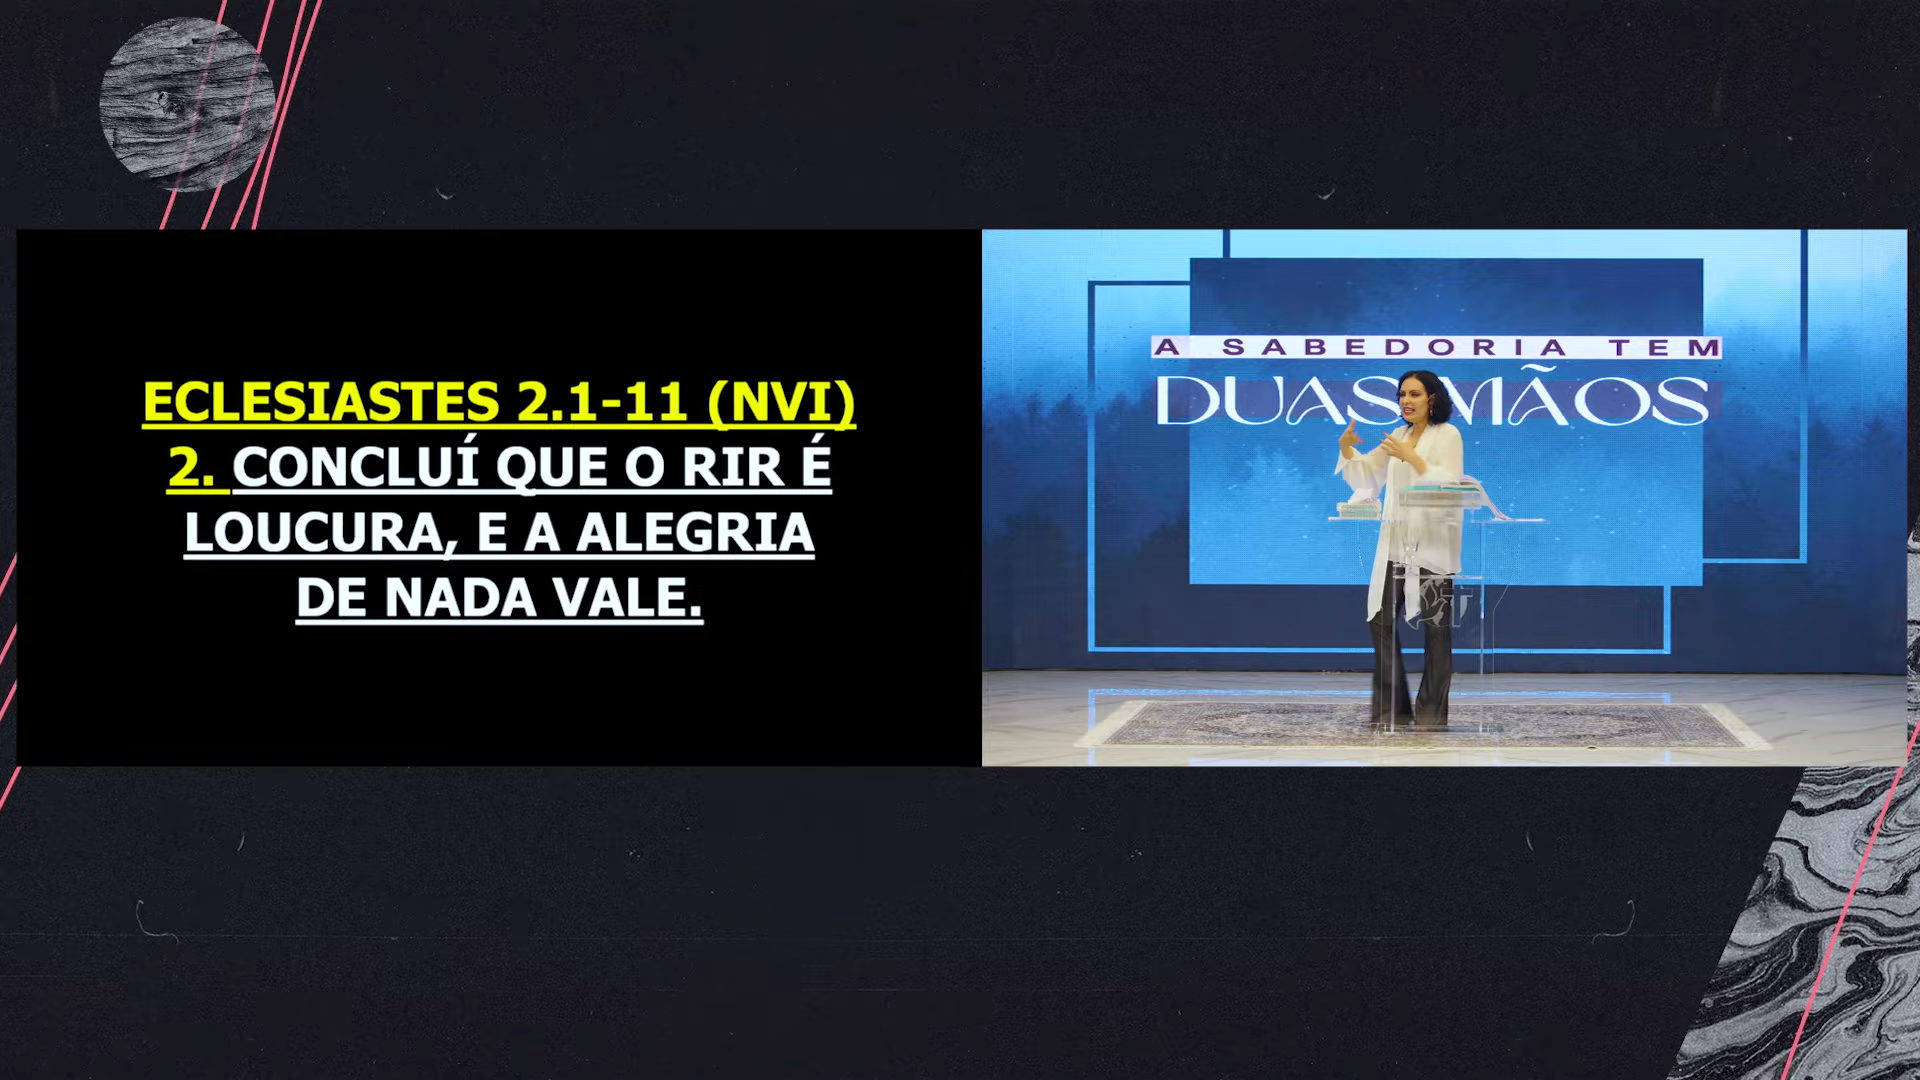 ECLESIASTES 2.1-11 (NVI)
2. CONCLUÍ QUE O RIR É
LOUCURA, E A ALEGRIA
DE NADA VALE.
A SABEDORIA TEM
DUAS MÃOS